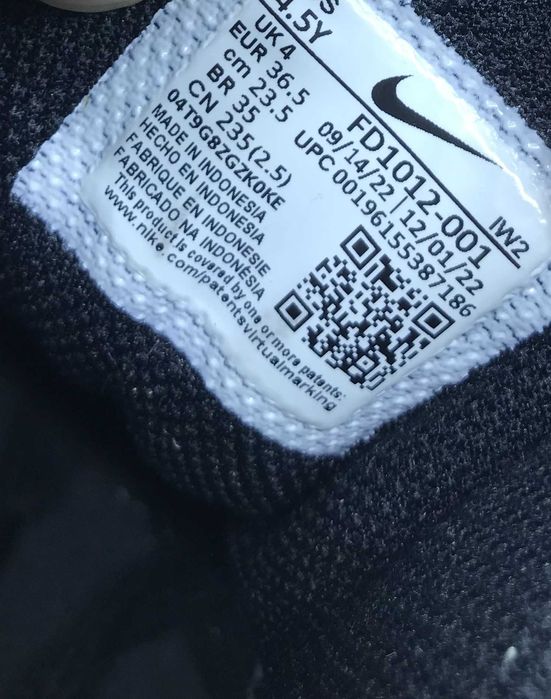 4.5Y
UK 4
EUR 36.5
cm 23.5
BR 35
CN 235(2.5)
04T9G8ZGZK0KE
MADE IN INDONESIA
HECHO EN INDONESIA
FABRIQUE EN INDONESIE
FABRICADO NA INDONÉSIA
This product is covered by one or more patents:
www.nike.com/patentsvirtualmarking
IW2
FD1012-001
09/14/22 | 12/01/22
UPC 00196155387186